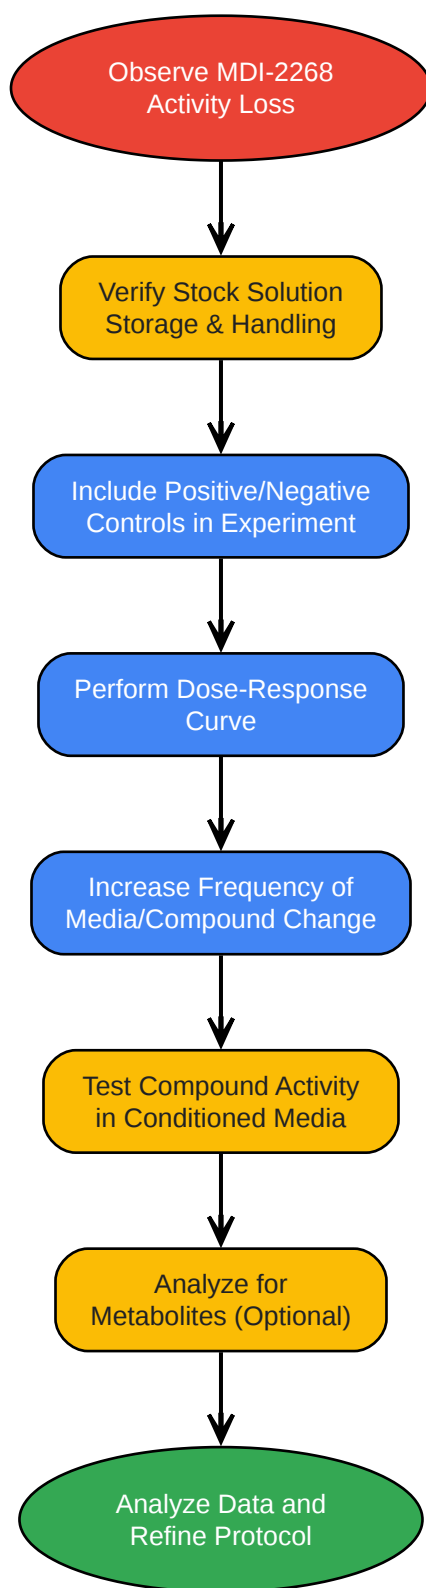 Observe MDI-2268
Activity Loss
Verify Stock Solution
Storage & Handling
Include Positive/Negative
Controls in Experiment
Perform Dose-Response
Curve
Increase Frequency of
Media/Compound Change
Test Compound Activity
in Conditioned Media
Analyze for
Metabolites (Optional)
Analyze Data and
Refine Protocol